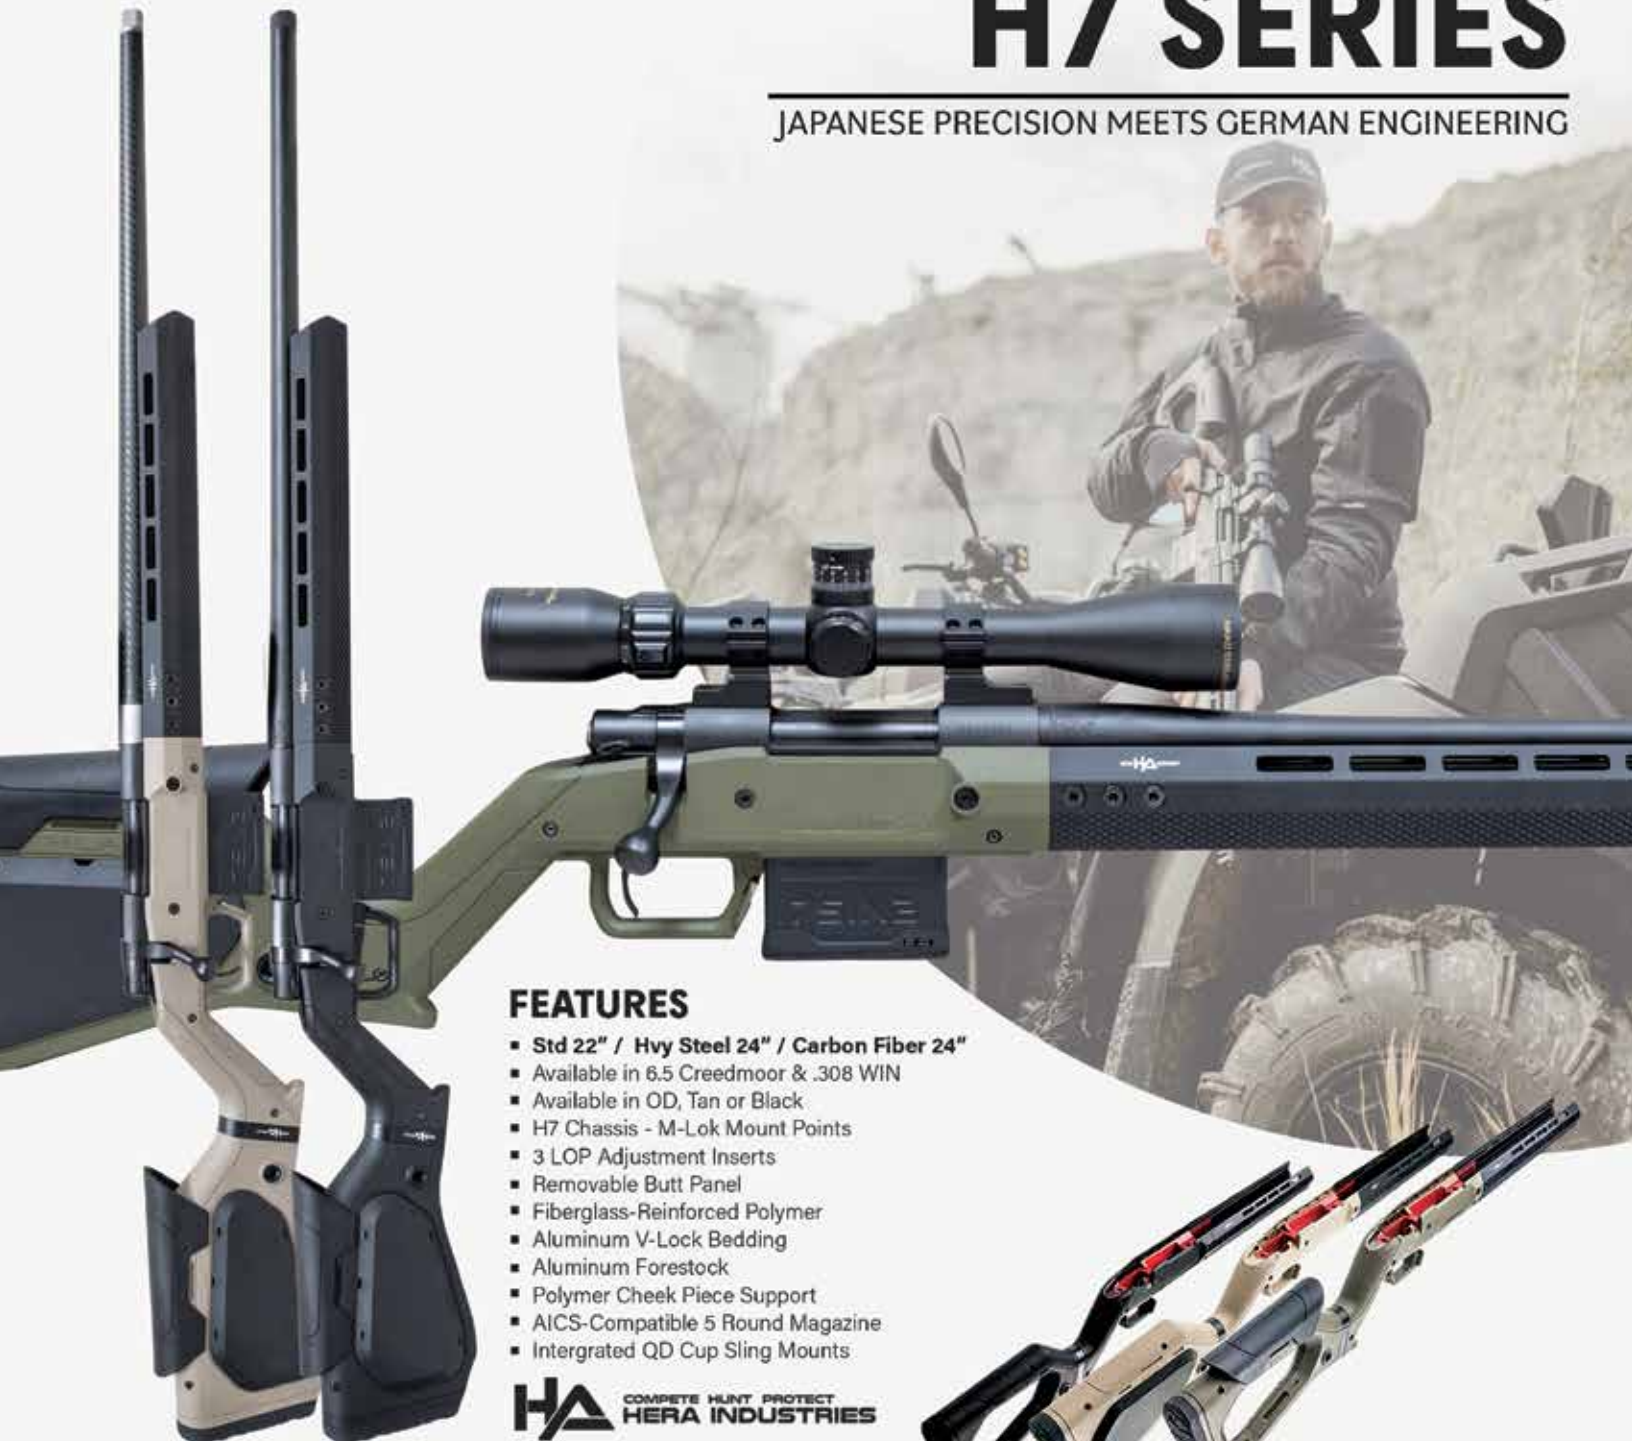 H7 SERIES
JAPANESE PRECISION MEETS GERMAN ENGINEERING
HA
FEATURES
▪ Std 22" / Hvy Steel 24" / Carbon Fiber 24"
▪ Available in 6.5 Creedmoor & .308 WIN
▪ Available in OD, Tan or Black
▪ H7 Chassis - M-Lok Mount Points
▪ 3 LOP Adjustment Inserts
▪ Removable Butt Panel
▪ Fiberglass-Reinforced Polymer
▪ Aluminum V-Lock Bedding
▪ Aluminum Forestock
▪ Polymer Cheek Piece Support
▪ AICS-Compatible 5 Round Magazine
▪ Intergrated QD Cup Sling Mounts
HA
COMPETE HUNT PROTECT
HERA INDUSTRIES